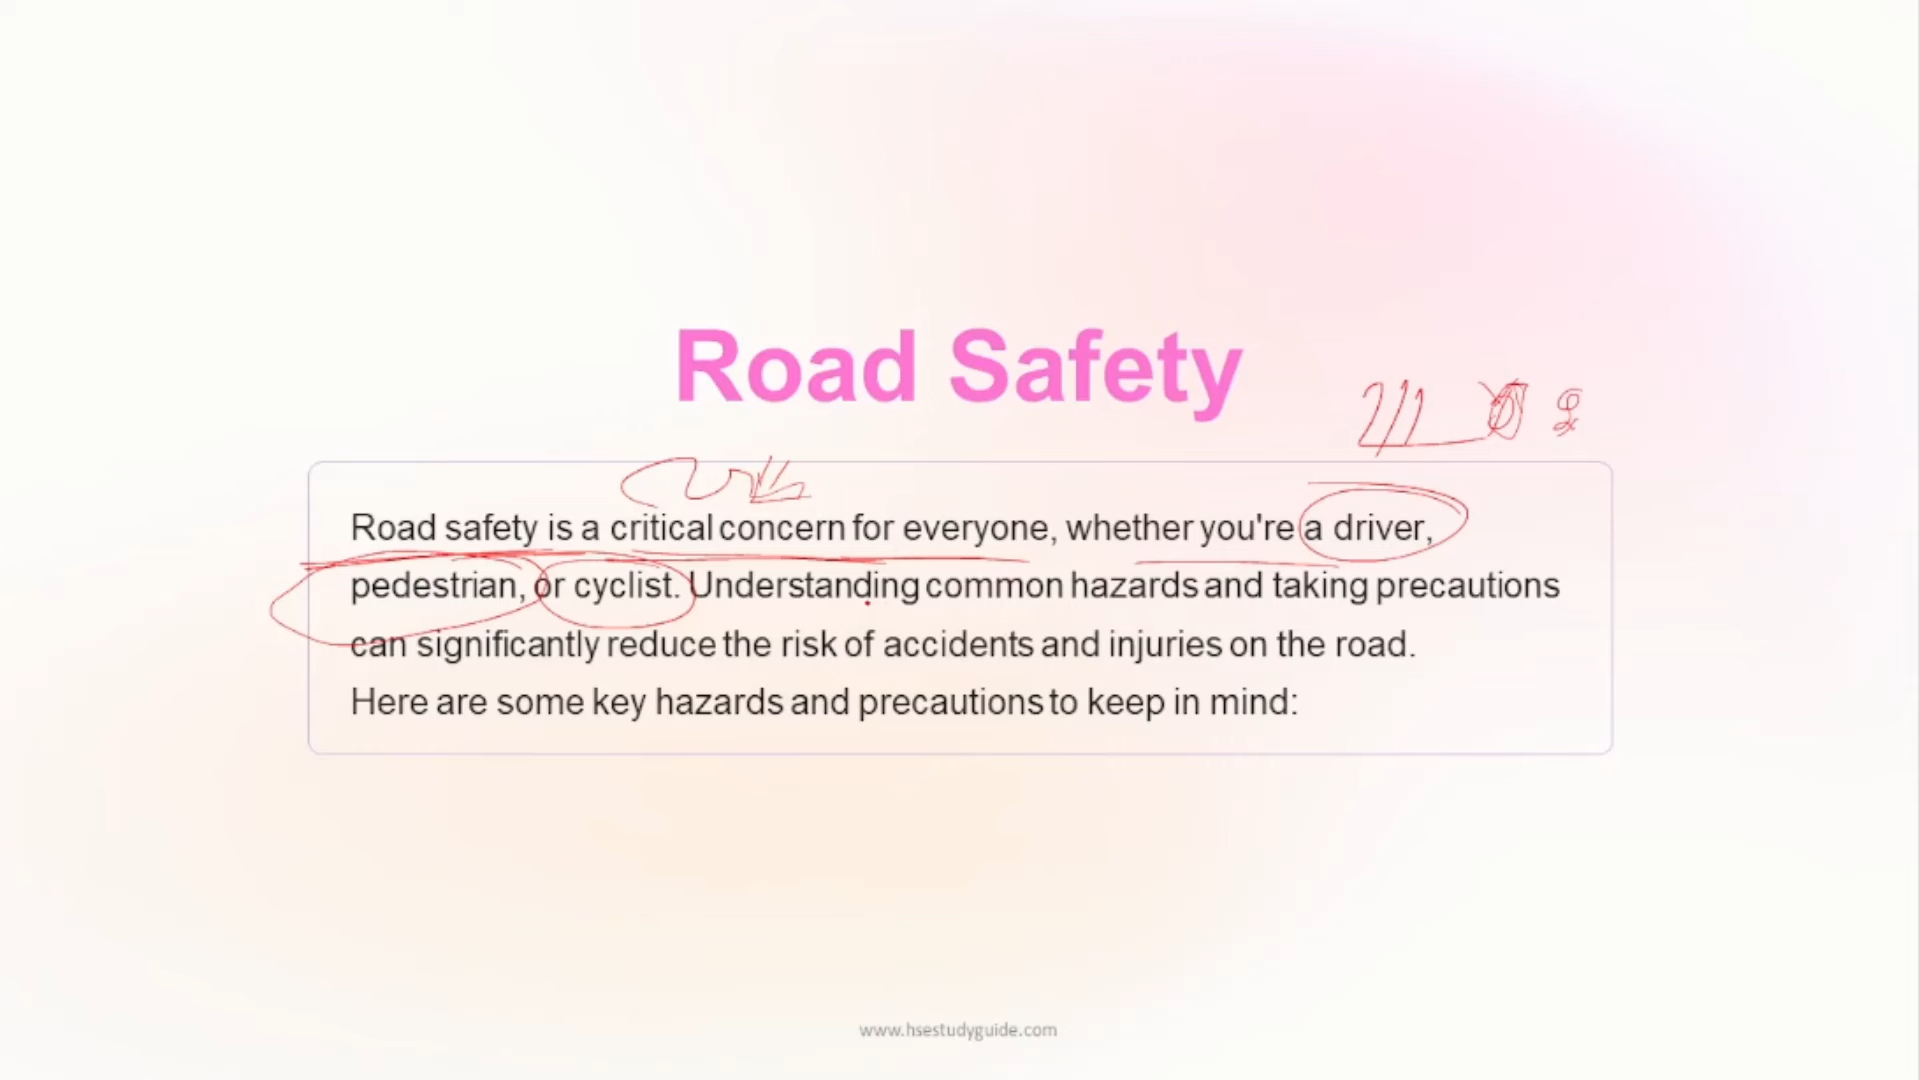 Road Safety
Road safety is a critical concern for everyone, whether you're a driver,
pedestrian, or cyclist. Understanding common hazards and taking precautions
can significantly reduce the risk of accidents and injuries on the road.
Here are some key hazards and precautions to keep in mind:
www.hsestudyguide.com